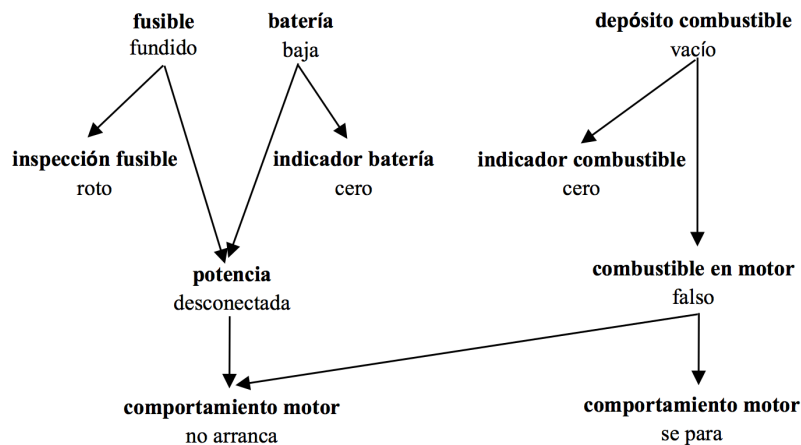 fusible
fundido
batería
baja
depósito combustible
vacío
inspección fusible
roto
indicador batería
cero
indicador combustible
cero
potencia
desconectada
combustible en motor
falso
comportamiento motor
no arranca
comportamiento motor
se para